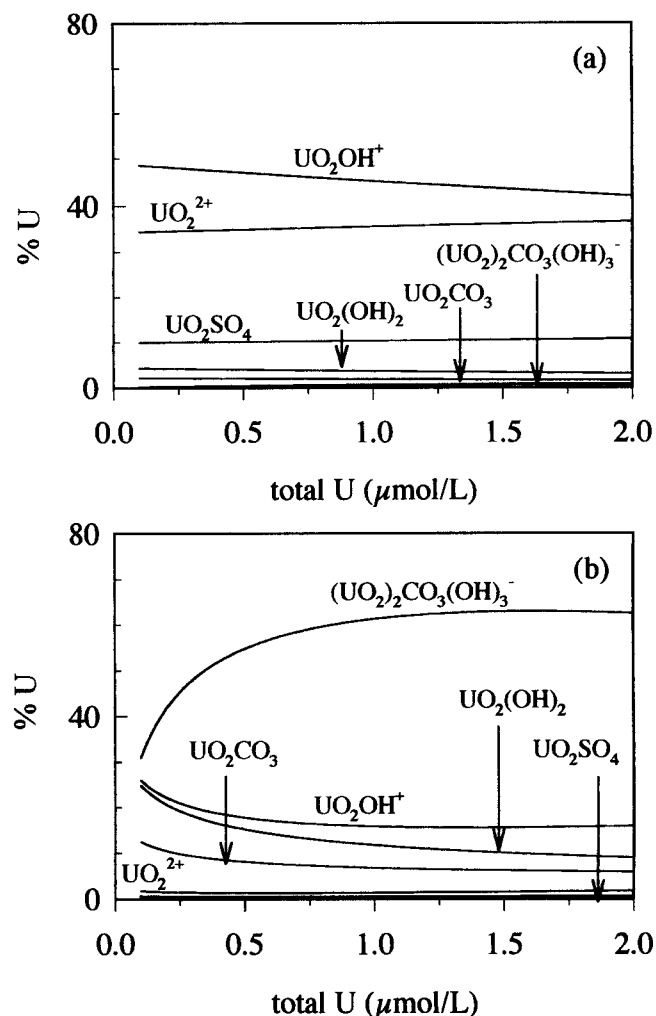 80
(a)
UO₂OH⁺
% U
40
UO₂²⁺
(UO₂)₂CO₃(OH)₃⁻
UO₂CO₃
UO₂(OH)₂
UO₂SO₄
0
0.0 0.5 1.0 1.5 2.0
total U (μmol/L)
80
(b)
(UO₂)₂CO₃(OH)₃⁻
% U
40
UO₂(OH)₂
UO₂CO₃
UO₂SO₄
UO₂OH⁺
UO₂²⁺
0
0.0 0.5 1.0 1.5 2.0
total U (μmol/L)